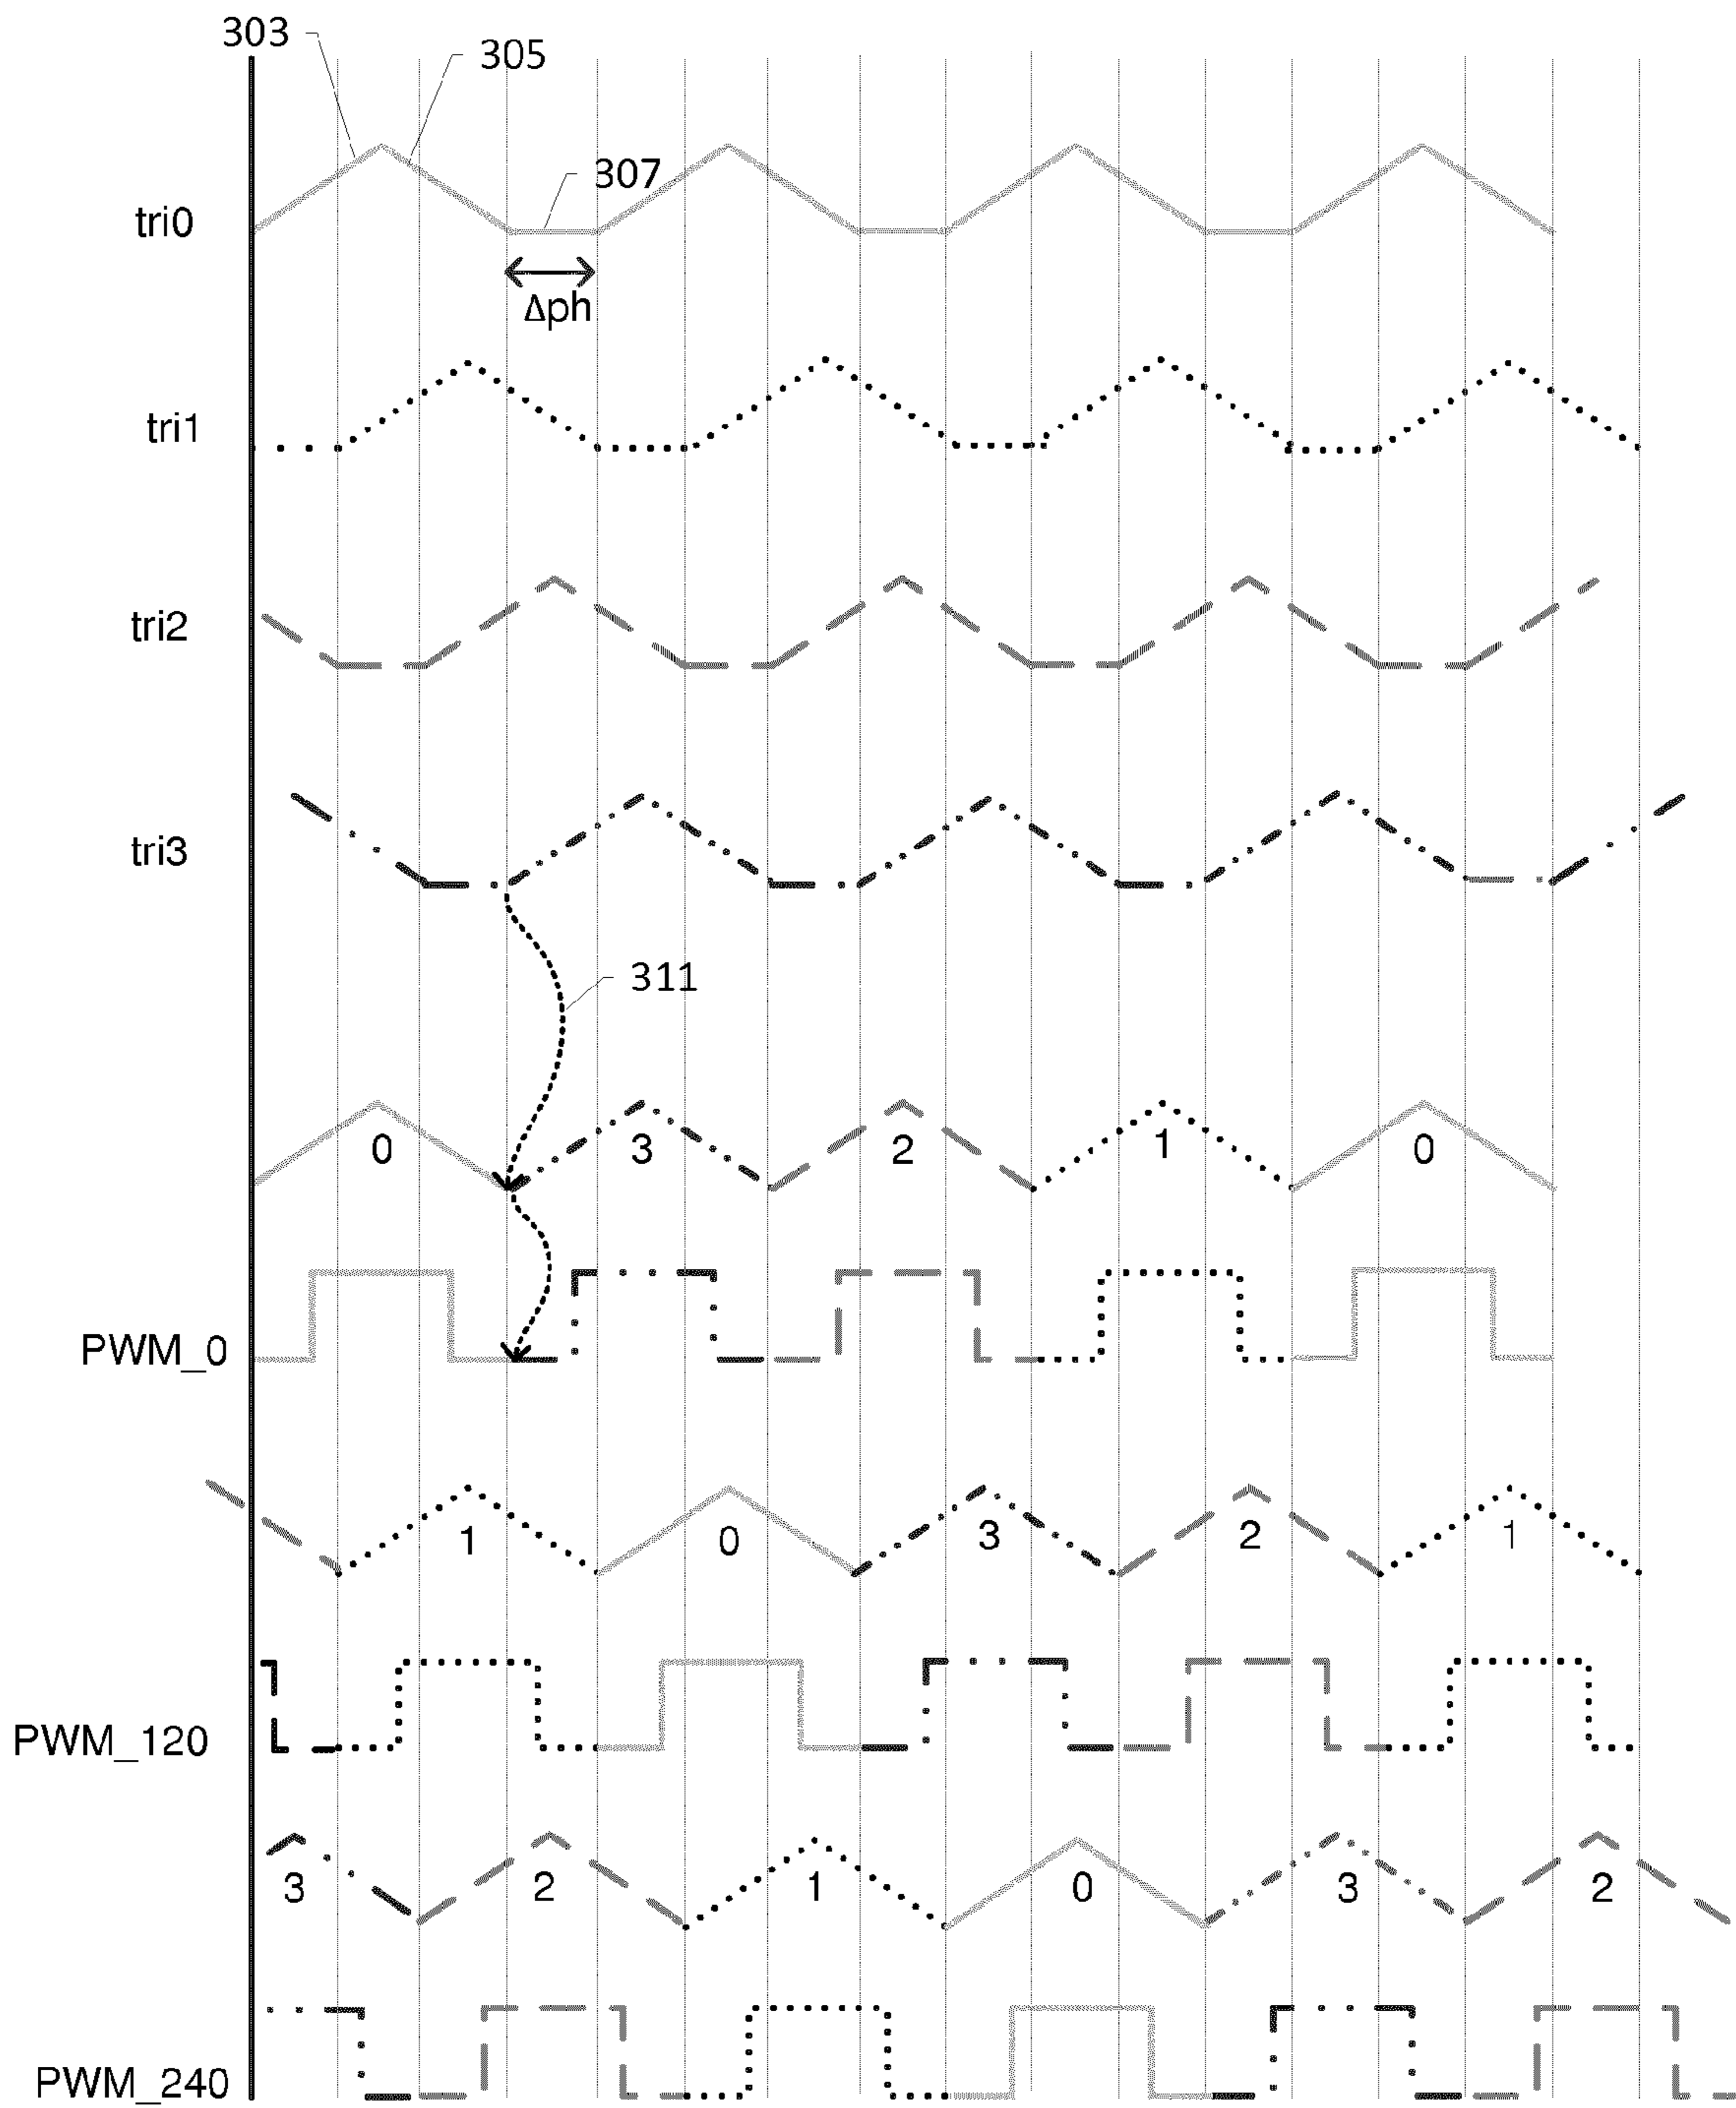 303
305
307
tri0
Δph
tri1
tri2
tri3
311
0 3 2 1 0
PWM_0
1 0 3 2 1
PWM_120
3 2 1 0 3 2
PWM_240